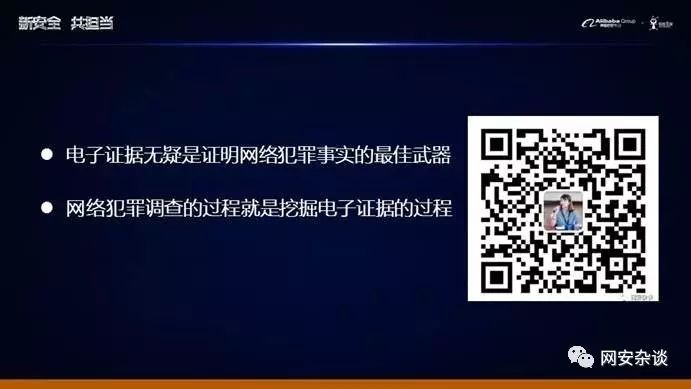 新安全 共担当
Alibaba Group
电子证据无疑是证明网络犯罪事实的最佳武器
网络犯罪调查的过程就是挖掘电子证据的过程
网安杂谈